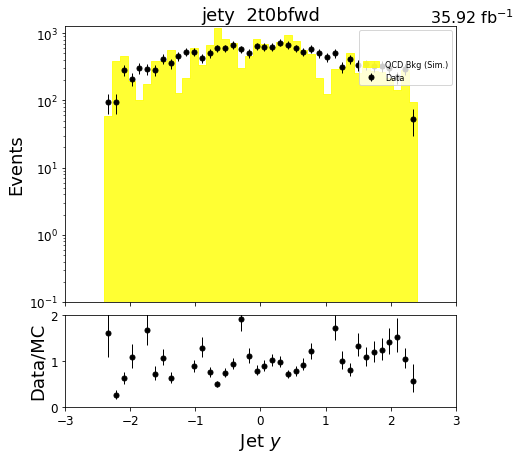 jety 2t0bfwd
35.92 fb⁻¹
QCD Bkg (Sim.)
Data
Events
10³
10²
10¹
10⁰
10⁻¹
Data/MC
2
1
0
−3 −2 −1 0 1 2 3
Jet y